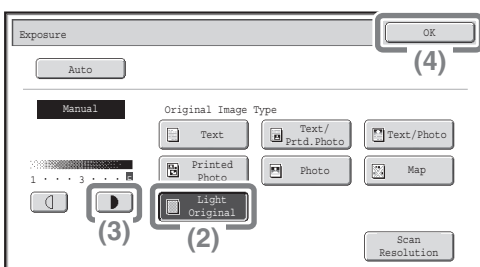 Exposure
OK
(4)
Auto
Manual
Original Image Type
Text
Text/
Prtd.Photo
Text/Photo
Printed
Photo
Photo
Map
1 · · · 3 · · · 5
Light
Original
(3)
(2)
Scan
Resolution